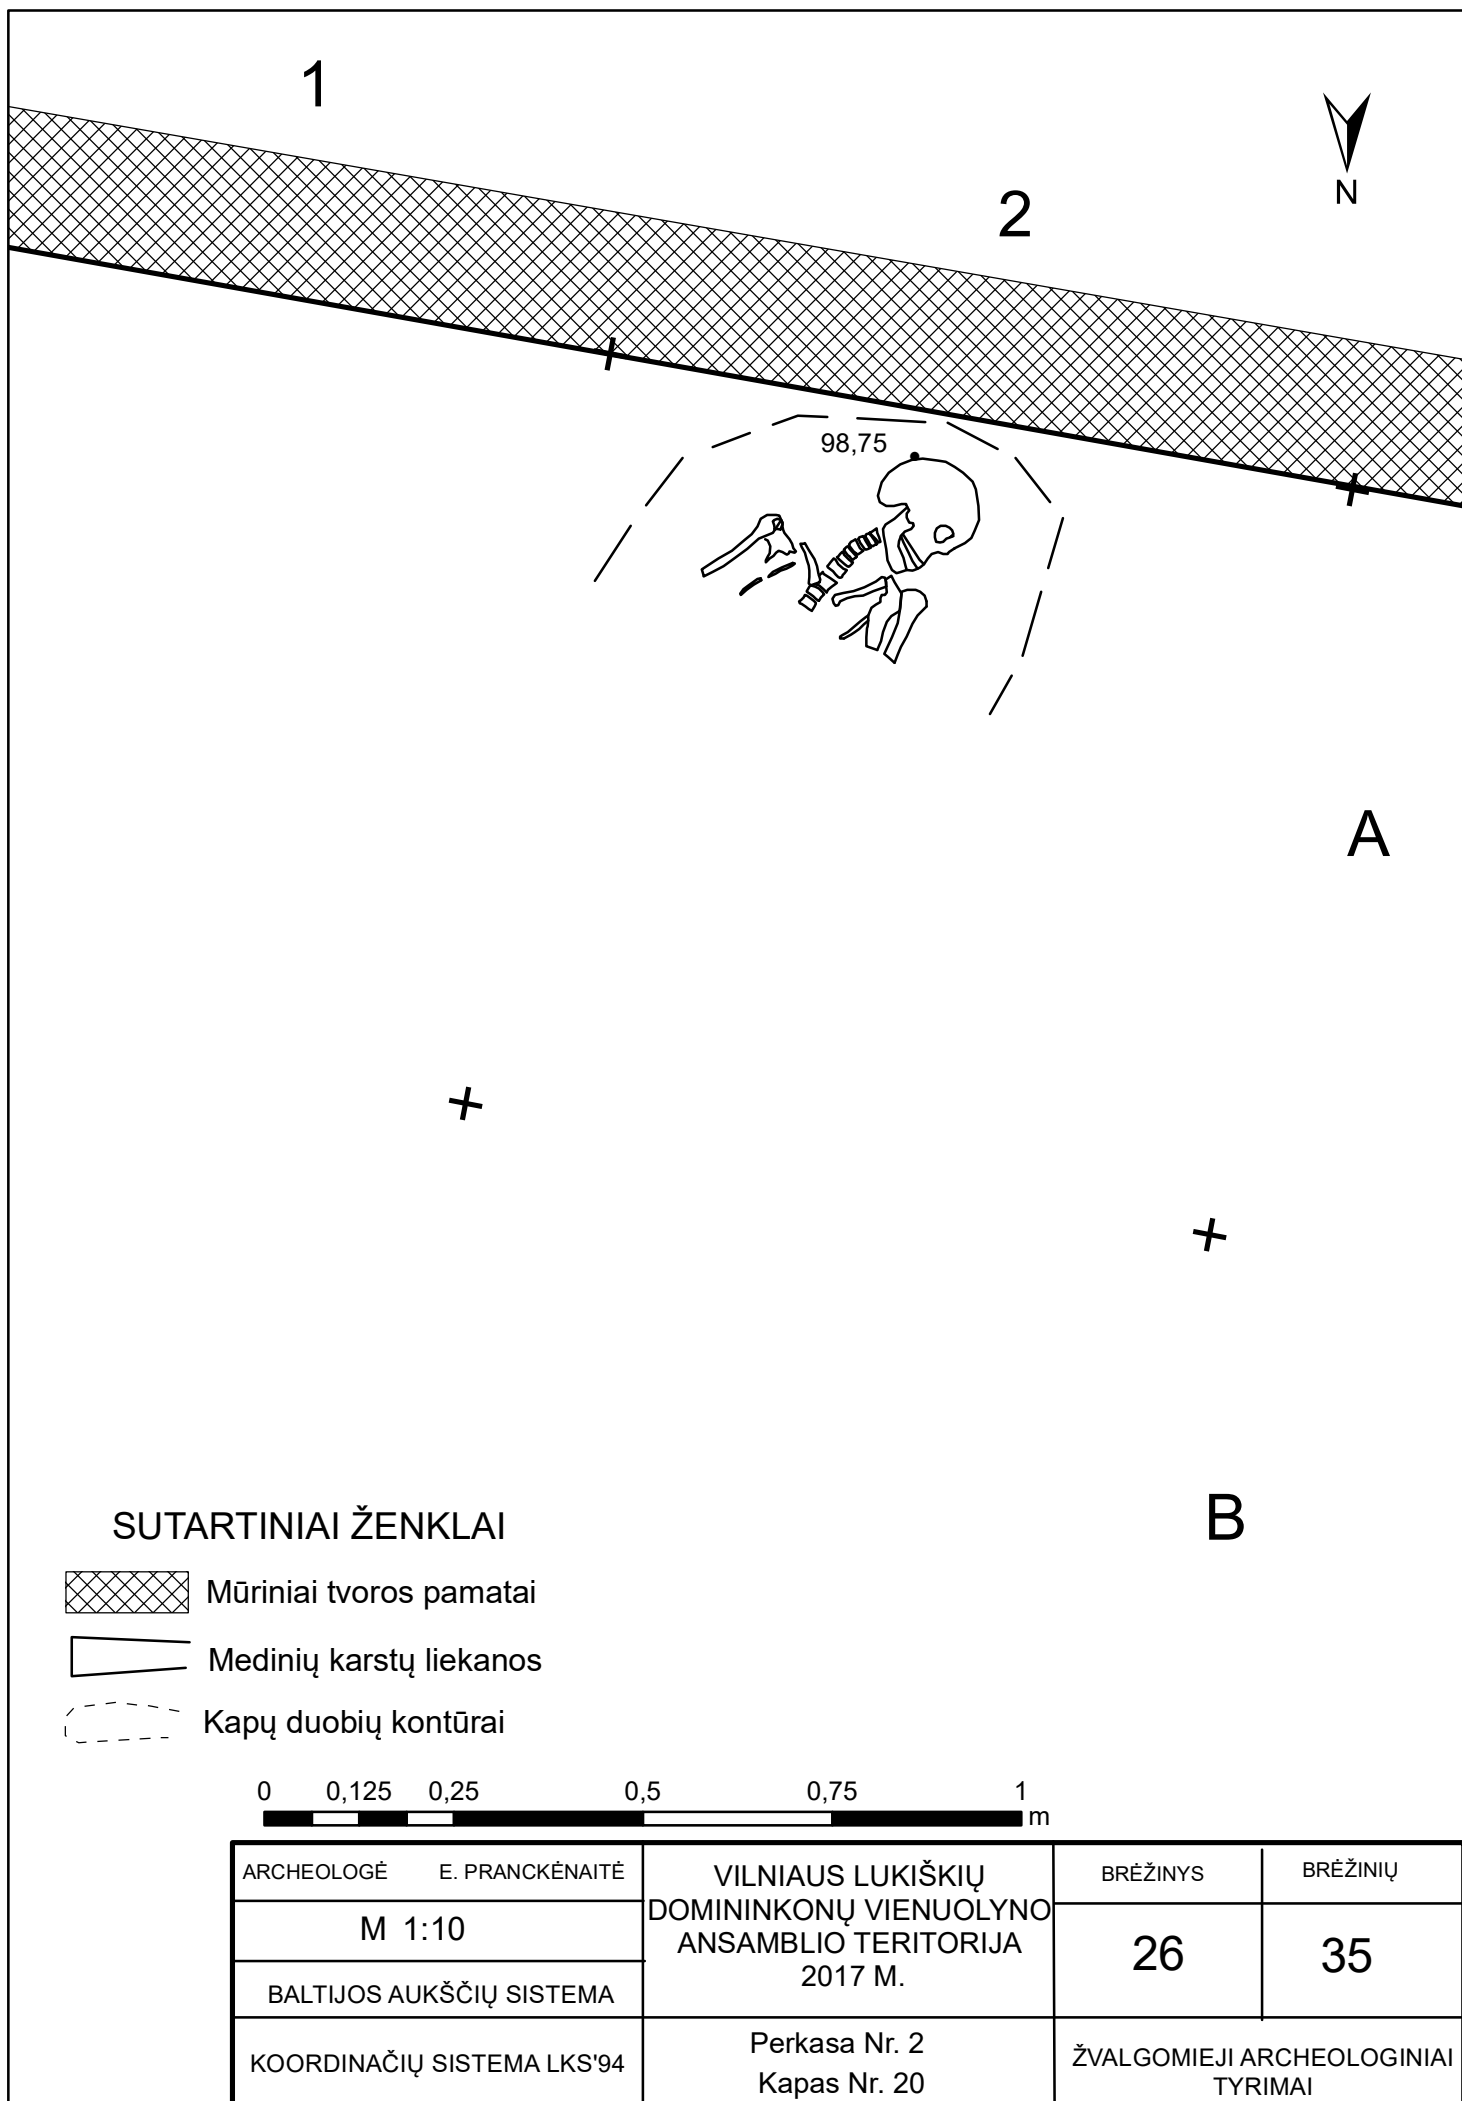 1
N
2
98,75
A
B
SUTARTINIAI ŽENKLAI
Mūriniai tvoros pamatai
Medinių karstų liekanos
Kapų duobių kontūrai
0 0,125 0,25 0,5 0,75 1
m
ARCHEOLOGĖ E. PRANCKĖNAITĖ
M 1:10
BALTIJOS AUKŠČIŲ SISTEMA
KOORDINAČIŲ SISTEMA LKS'94
VILNIAUS LUKIŠKIŲ
DOMININKONŲ VIENUOLYNO
ANSAMBLIO TERITORIJA
2017 M.
Perkasa Nr. 2
Kapas Nr. 20
BRĖŽINYS
26
BRĖŽINIŲ
35
ŽVALGOMIEJI ARCHEOLOGINIAI
TYRIMAI